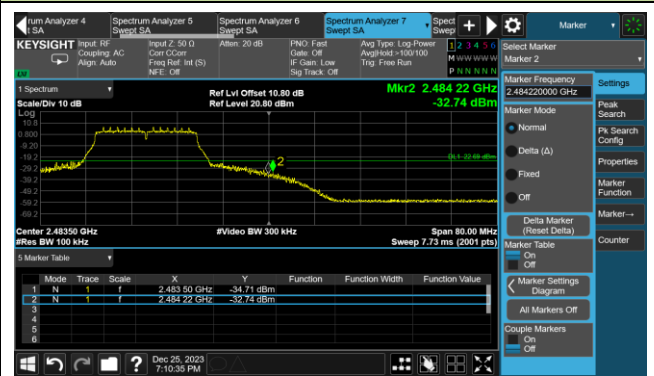 rum Analyzer 4
t SA
Spectrum Analyzer 5
Swept SA
Spectrum Analyzer 6
Swept SA
Spectrum Analyzer 7
Swept SA
Spect
Swept
Marker
KEYSIGHT
Input: RF
Coupling: AC
Align: Auto
Input Z: 50 Ω
Corr CCorr
Freq Ref: Int (S)
NFE: Off
Atten: 20 dB
PNO: Fast
Gate: Off
IF Gain: Low
Sig Track: Off
Avg Type: Log-Power
Avg|Hold:>100/100
Trig: Free Run
1 2 3 4 5 6
M W W W W W
P N N N N N
Select Marker
Marker 2
1 Spectrum
Scale/Div 10 dB
Log
Ref Lvl Offset 10.80 dB
Ref Level 20.80 dBm
Mkr2 2.484 22 GHz
-32.74 dBm
10.8
0.800
-9.20
-19.2
-29.2
-39.2
-49.2
-59.2
-69.2
2
DL1 -22.69 dBm
Center 2.48350 GHz
#Res BW 100 kHz
#Video BW 300 kHz
Span 80.00 MHz
Sweep 7.73 ms (2001 pts)
5 Marker Table
Mode Trace Scale X Y Function Function Width Function Value
1 N 1 f 2.483 50 GHz -34.71 dBm
2 N 1 f 2.484 22 GHz -32.74 dBm
3
4
5
6
Marker Frequency
2.484220000 GHz
Marker Mode
Normal
Delta (Δ)
Fixed
Off
Delta Marker
(Reset Delta)
Marker Table
On
Off
Marker Settings
Diagram
All Markers Off
Couple Markers
On
Off
Settings
Peak
Search
Pk Search
Config
Properties
Marker
Function
Marker→
Counter
Dec 25, 2023
7:10:35 PM